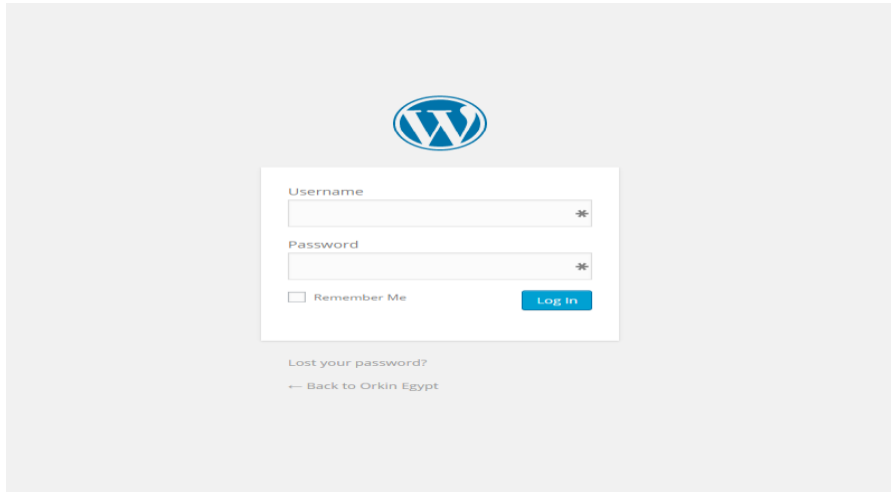 Username
Password
Remember Me
Log In
Lost your password?
← Back to Orkin Egypt